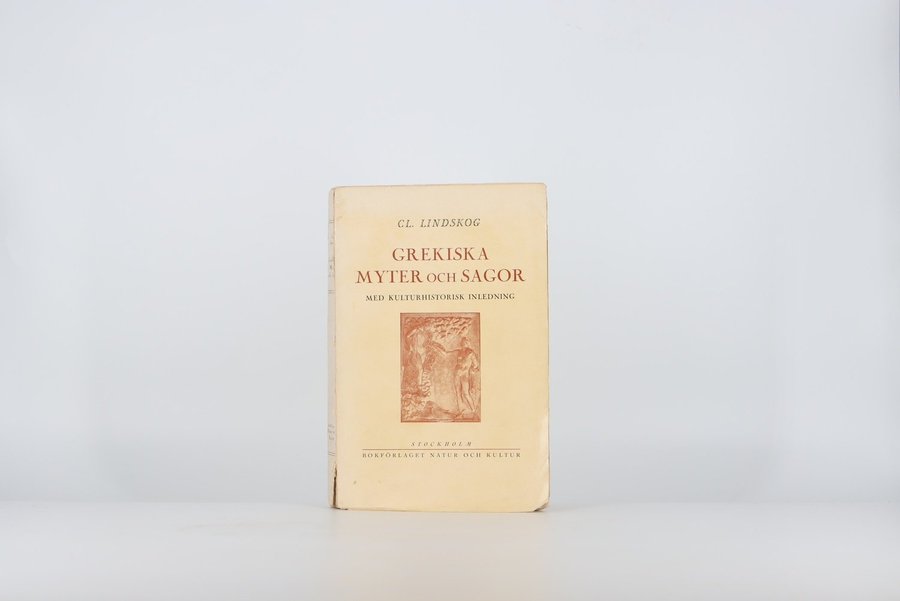 CL. LINDSKOG
GREKISKA
MYTER OCH SAGOR
MED KULTURHISTORISK INLEDNING
STOCKHOLM
BOKFÖRLAGET NATUR OCH KULTUR